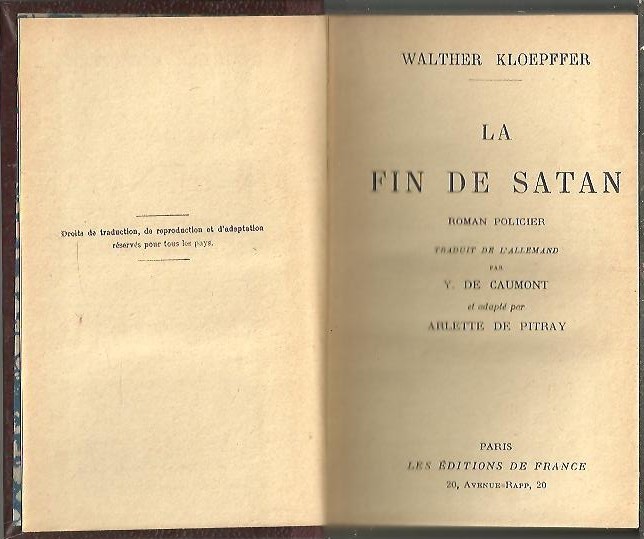 Droits de traduction, de reproduction et d'adaptation
réservés pour tous les pays.
WALTHER KLOEPFFER
LA
FIN DE SATAN
ROMAN POLICIER
TRADUIT DE L'ALLEMAND
PAR
Y. DE CAUMONT
et adapté par
ARLETTE DE PITRAY
PARIS
LES ÉDITIONS DE FRANCE
20, AVENUE RAPP, 20